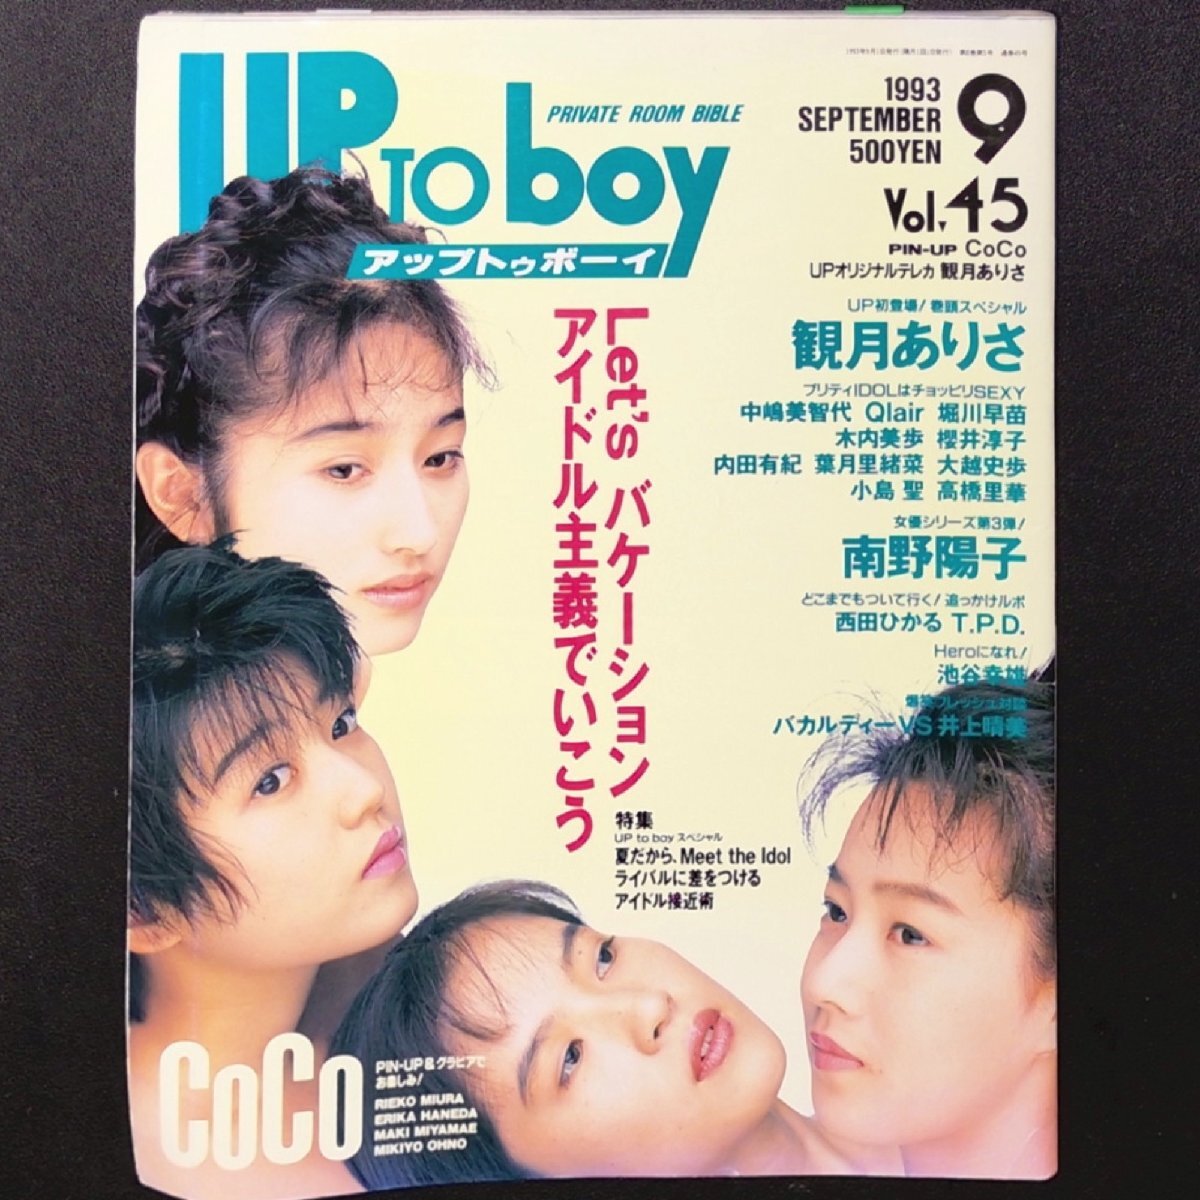 UP TO boy
アップトゥボーイ
PRIVATE ROOM BIBLE
1993
SEPTEMBER
500YEN
9
Vol.45
PIN-UP CoCo
UPオリジナルテレカ 観月ありさ
UP初登場! 巻頭スペシャル
観月ありさ
プリティIDOLはチョッピリSEXY
中嶋美智代 Qlair 堀川早苗
木内美歩 櫻井淳子
内田有紀 葉月里緒菜 大越史歩
小島 聖 高橋里華
女優シリーズ第3弾!
南野陽子
どこまでもついて行く! 追っかけルポ
西田ひかる T.P.D.
Heroになれ!
池谷幸雄
爆笑フレッシュ対談
バカルディーVS井上晴美
Let's バケーション
アイドル主義でいこう
特集
UP to boy スペシャル
夏だから、Meet the Idol
ライバルに差をつける
アイドル接近術
CoCo
PIN-UP&グラビアで
お楽しみ!
RIEKO MIURA
ERIKA HANEDA
MAKI MIYAMAE
MIKIYO OHNO